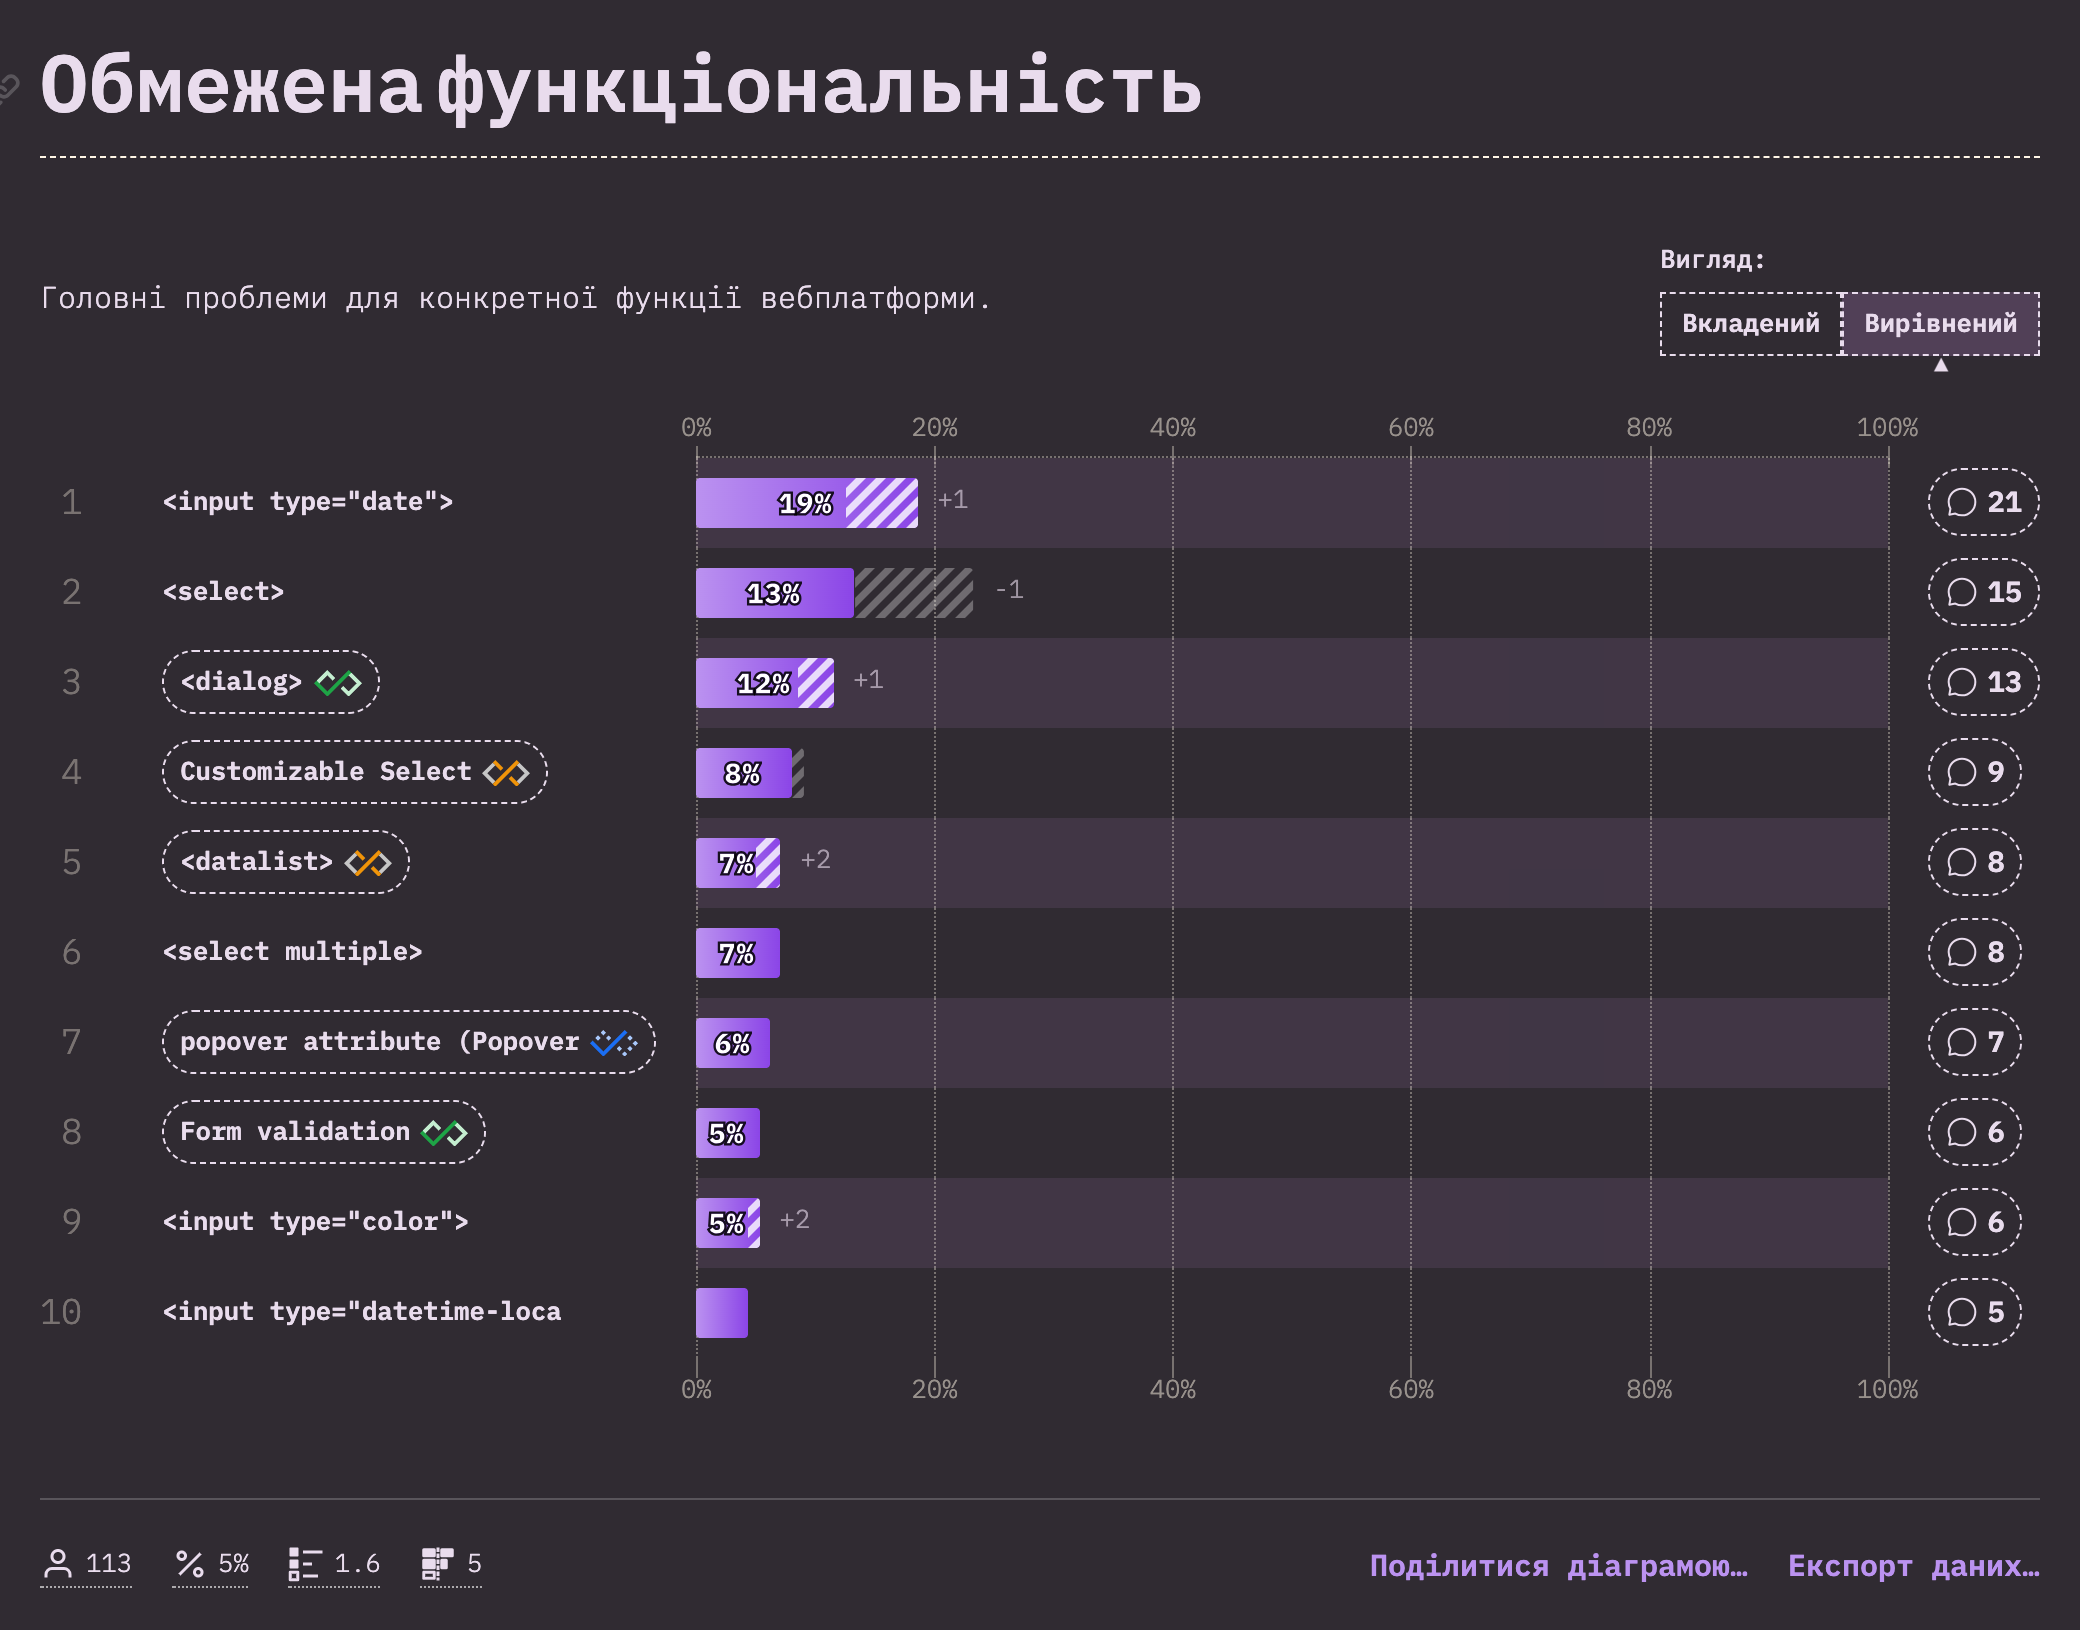 Обмежена функціональність
Головні проблеми для конкретної функції вебплатформи.
Вигляд:
Вкладений Вирівнений
0% 20% 40% 60% 80% 100%
1 <input type="date"> 19% +1 21
2 <select> 13% -1 15
3 <dialog> 12% +1 13
4 Customizable Select 8% 9
5 <datalist> 7% +2 8
6 <select multiple> 7% 8
7 popover attribute (Popover 6% 7
8 Form validation 5% 6
9 <input type="color"> 5% +2 6
10 <input type="datetime-loca 5
0% 20% 40% 60% 80% 100%
113 5% 1.6 5 Поділитися діаграмою… Експорт даних…